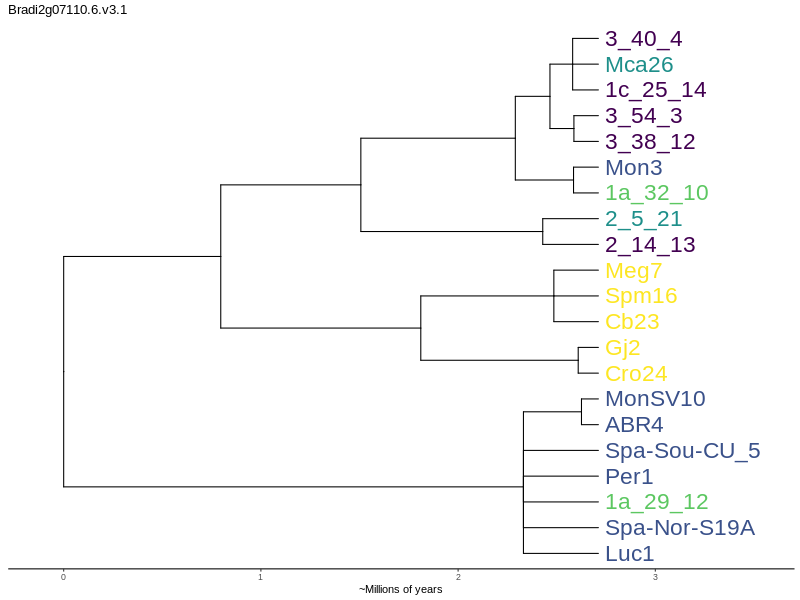 Bradi2g07110.6.v3.1
3_40_4
Mca26
1c_25_14
3_54_3
3_38_12
Mon3
1a_32_10
2_5_21
2_14_13
Meg7
Spm16
Cb23
Gj2
Cro24
MonSV10
ABR4
Spa-Sou-CU_5
Per1
1a_29_12
Spa-Nor-S19A
Luc1
0 1 2 3
~Millions of years